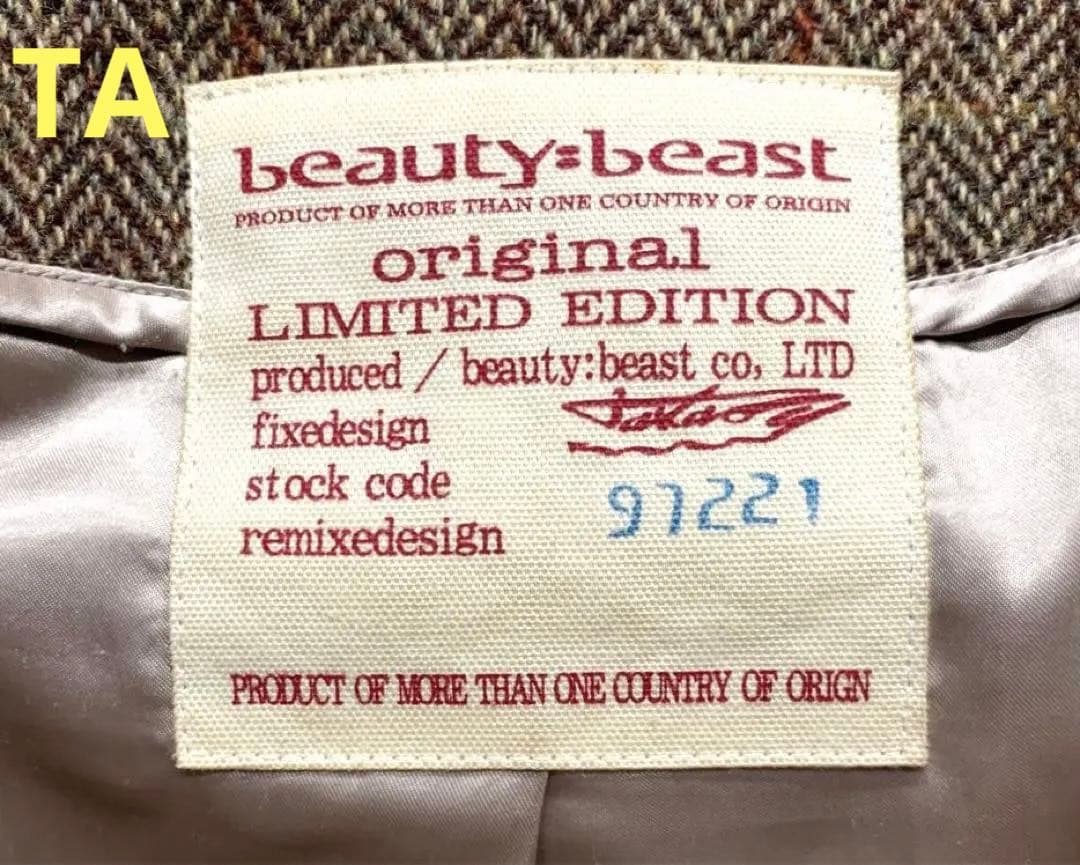 TA
beauty:beast
PRODUCT OF MORE THAN ONE COUNTRY OF ORIGIN
original
LIMITED EDITION
produced / beauty:beast co, LTD
fixedesign
stock code 97221
remixedesign
PRODUCT OF MORE THAN ONE COUNTRY OF ORIGN